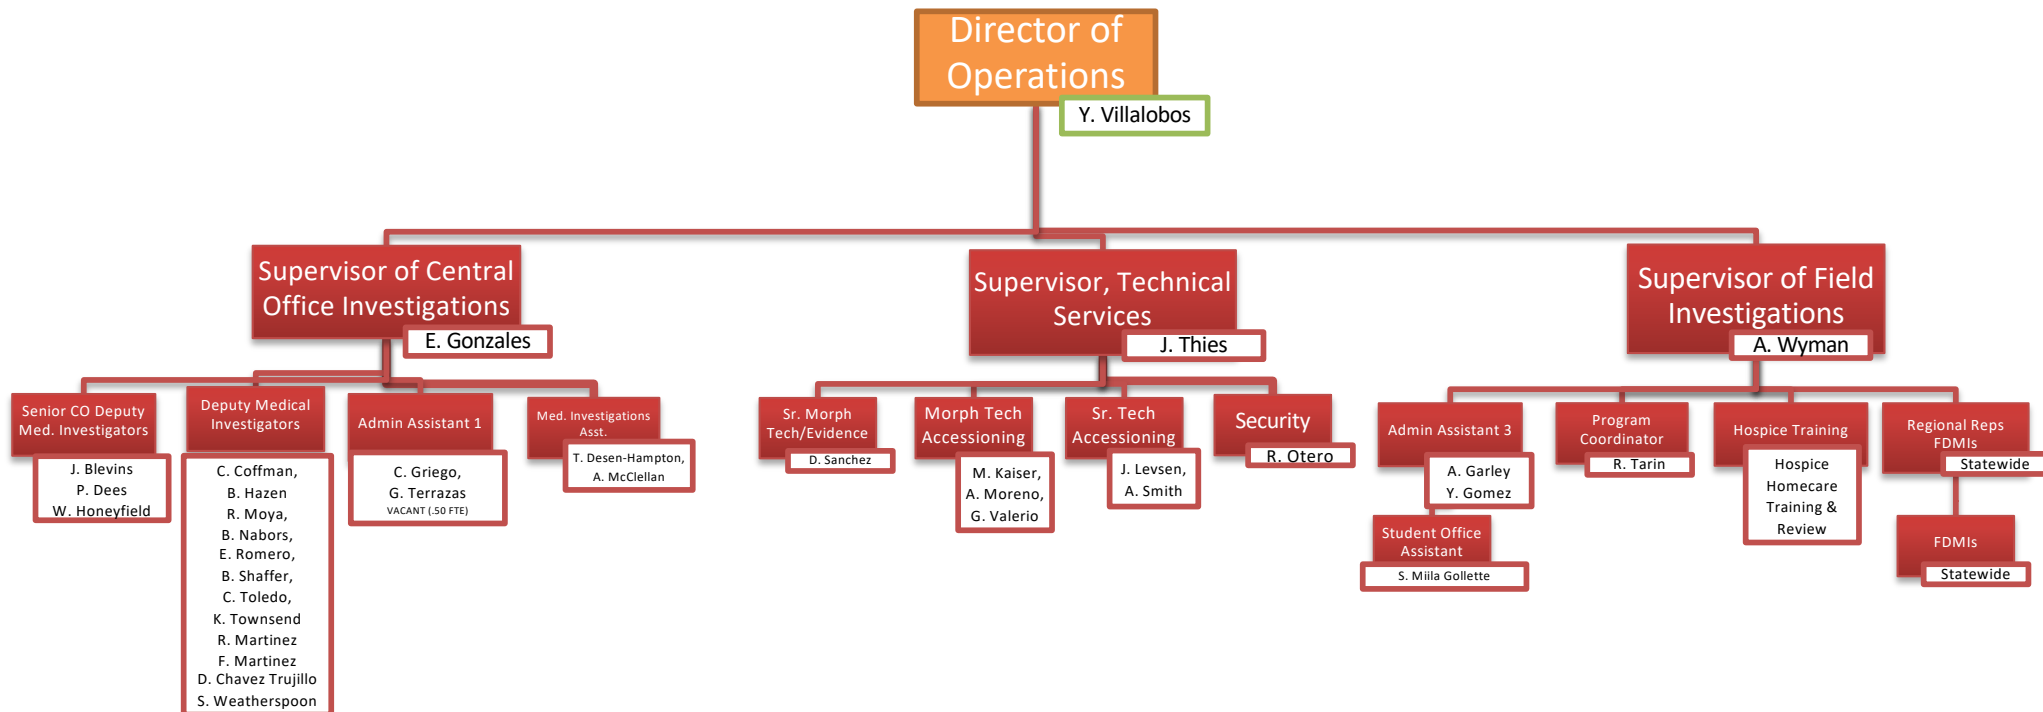 Director of
Operations
Y. Villalobos
Supervisor of Central
Office Investigations
E. Gonzales
Supervisor, Technical
Services
J. Thies
Supervisor of Field
Investigations
A. Wyman
Senior CO Deputy
Med. Investigators
J. Blevins
P. Dees
W. Honeyfield
Deputy Medical
Investigators
C. Coffman,
B. Hazen
R. Moya,
B. Nabors,
E. Romero,
B. Shaffer,
C. Toledo,
K. Townsend
R. Martinez
F. Martinez
D. Chavez Trujillo
S. Weatherspoon
Admin Assistant 1
C. Griego,
G. Terrazas
VACANT (.50 FTE)
Med. Investigations
Asst.
T. Desen-Hampton,
A. McClellan
Sr. Morph
Tech/Evidence
D. Sanchez
Morph Tech
Accessioning
M. Kaiser,
A. Moreno,
G. Valerio
Sr. Tech
Accessioning
J. Levsen,
A. Smith
Security
R. Otero
Admin Assistant 3
A. Garley
Y. Gomez
Student Office
Assistant
S. Miila Gollette
Program
Coordinator
R. Tarin
Hospice Training
Hospice
Homecare
Training &
Review
Regional Reps
FDMIs
Statewide
FDMIs
Statewide